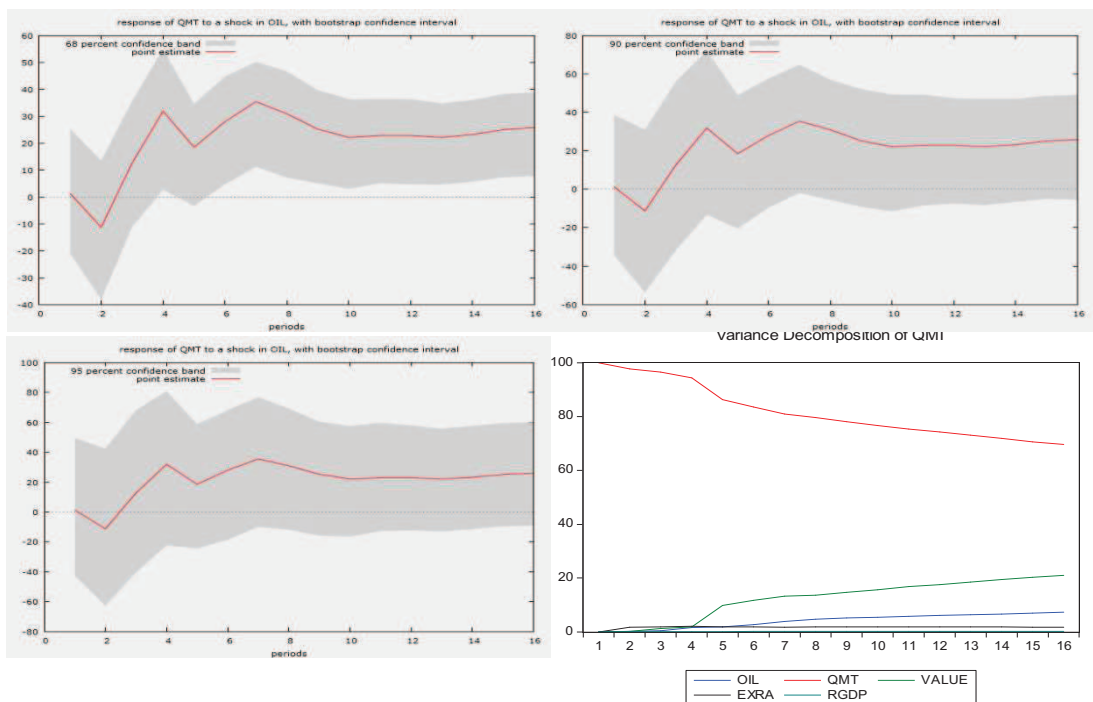 response of QMT to a shock in OIL, with bootstrap confidence interval
68 percent confidence band
point estimate
60
50
40
30
20
10
0
-10
-20
-30
-40
0 2 4 6 8 10 12 14 16
periods
response of QMT to a shock in OIL, with bootstrap confidence interval
90 percent confidence band
point estimate
80
60
40
20
0
-20
-40
-60
0 2 4 6 8 10 12 14 16
periods
response of QMT to a shock in OIL, with bootstrap confidence interval
95 percent confidence band
point estimate
100
80
60
40
20
0
-20
-40
-60
-80
0 2 4 6 8 10 12 14 16
periods
Variance Decomposition of QMT
100
80
60
40
20
0
1 2 3 4 5 6 7 8 9 10 11 12 13 14 15 16
OIL QMT VALUE
EXRA RGDP